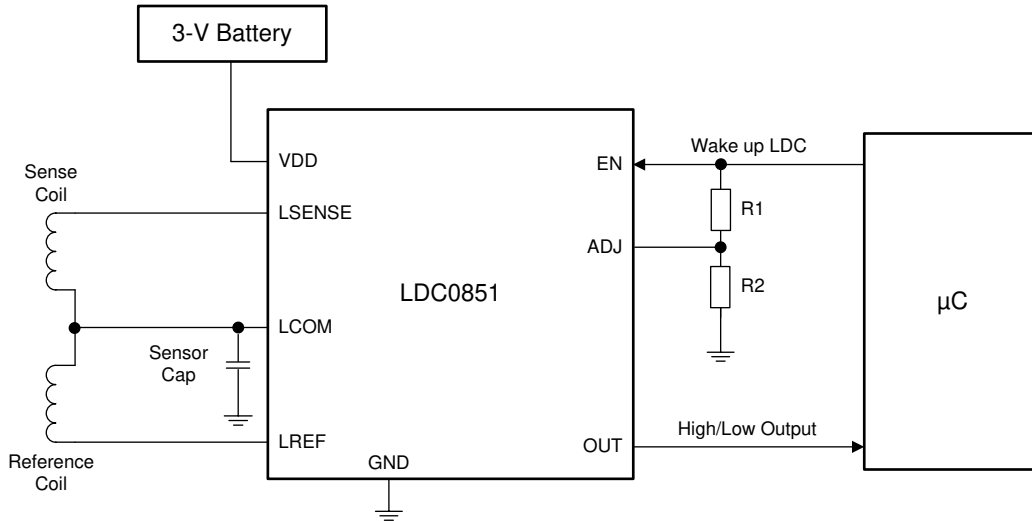 3-V Battery
VDD
Sense
Coil
LSENSE
LCOM
Sensor
Cap
LREF
Reference
Coil
GND
LDC0851
EN
Wake up LDC
R1
ADJ
R2
OUT
High/Low Output
µC